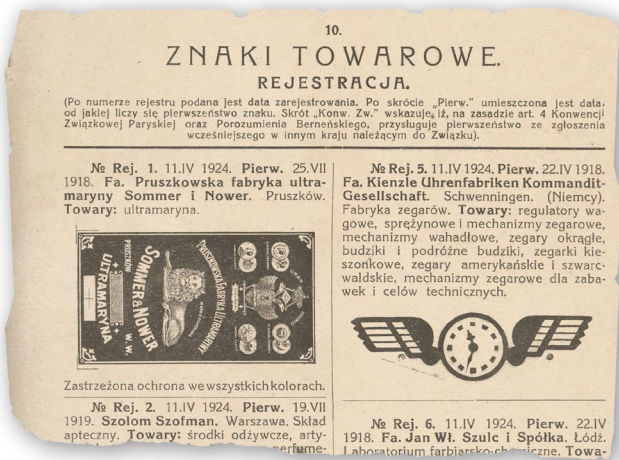 10.
ZNAKI TOWAROWE.
REJESTRACJA.
(Po numerze rejestru podana jest data zarejestrowania. Po skrócie „Pierw.” umieszczona jest data,
od jakiej liczy się pierwszeństwo znaku. Skrót „Konw. Zw.” wskazuje, iż, na zasadzie art. 4 Konwencji
Związkowej Paryskiej oraz Porozumienia Berneńskiego, przysługuje pierwszeństwo ze zgłoszenia
wcześniejszego w innym kraju należącym do Związku).
№ Rej. 1. 11.IV 1924. Pierw. 25.VII
1918. Fa. Pruszkowska fabryka ultra-
maryny Sommer i Nower. Pruszków.
Towary: ultramaryna.
PRUSZKOWSKA FABRYKA ULTRAMARYNY
SOMMER & NOWER
W. W.
PRUSZKÓW
ULTRAMARYNA
Zastrzeżona ochrona we wszystkich kolorach.
№ Rej. 2. 11.IV 1924. Pierw. 19.VII
1919. Szolom Szofman. Warszawa. Skład
apteczny. Towary: środki odżywcze, arty-
perfume-
№ Rej. 5. 11.IV 1924. Pierw. 22.IV 1918.
Fa. Kienzle Uhrenfabriken Kommandit-
Gesellschaft. Schwenningen. (Niemcy).
Fabryka zegarów. Towary: regulatory wa-
gowe, sprężynowe i mechanizmy zegarowe,
mechanizmy wahadłowe, zegary okrągłe,
budziki i podróżne budziki, zegarki kie-
szonkowe, zegary amerykańskie i szwarc-
waldskie, mechanizmy zegarowe dla zaba-
wek i celów technicznych.
№ Rej. 6. 11.IV 1924. Pierw. 22.IV
1918. Fa. Jan Wł. Szulc i Spółka. Łódź.
Laboratorium farbiarsko-chemiczne. Towa-